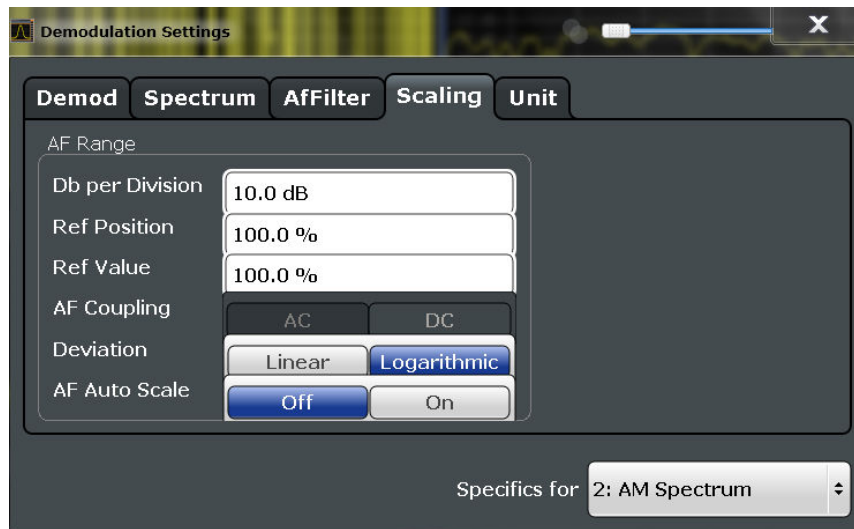 Demodulation Settings
X
Demod Spectrum AfFilter Scaling Unit
AF Range
Db per Division 10.0 dB
Ref Position 100.0 %
Ref Value 100.0 %
AF Coupling AC DC
Deviation Linear Logarithmic
AF Auto Scale Off On
Specifics for 2: AM Spectrum